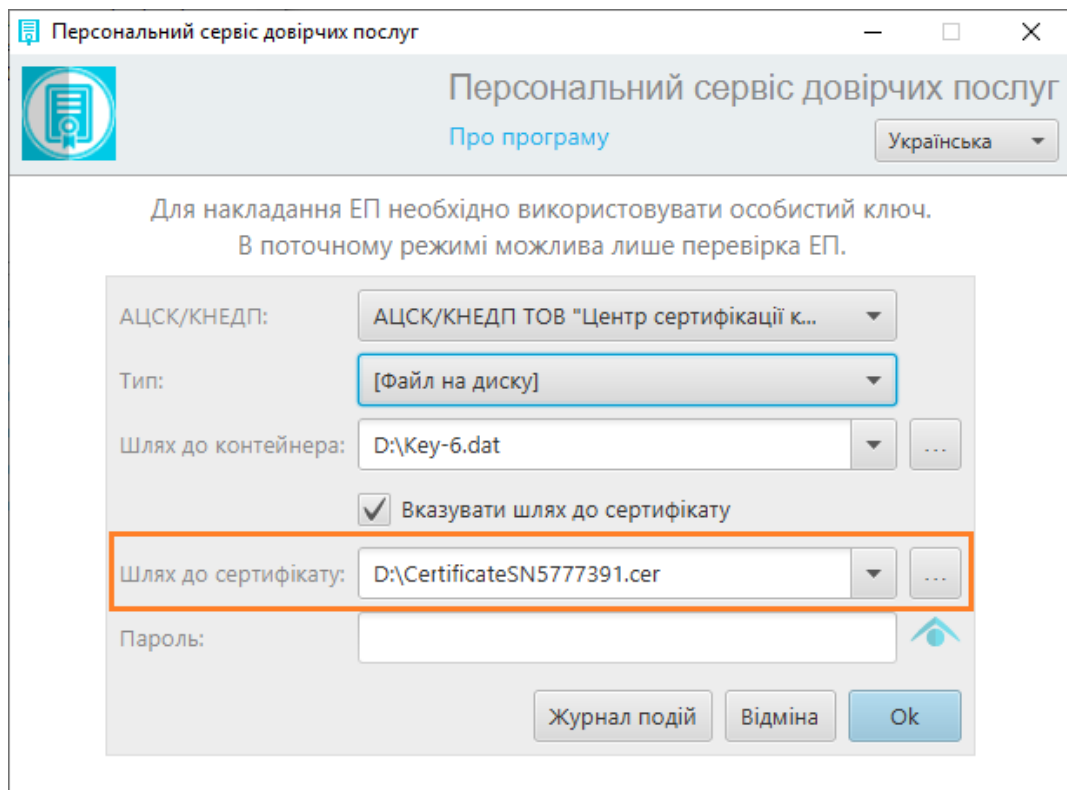 Персональний сервіс довірчих послуг
Персональний сервіс довірчих послуг
Про програму
Українська
Для накладання ЕП необхідно використовувати особистий ключ.
В поточному режимі можлива лише перевірка ЕП.
АЦСК/КНЕДП: АЦСК/КНЕДП ТОВ "Центр сертифікації к...
Тип: [Файл на диску]
Шлях до контейнера: D:\Key-6.dat ...
Вказувати шлях до сертифікату
Шлях до сертифікату: D:\CertificateSN5777391.cer ...
Пароль:
Журнал подій Відміна Ok